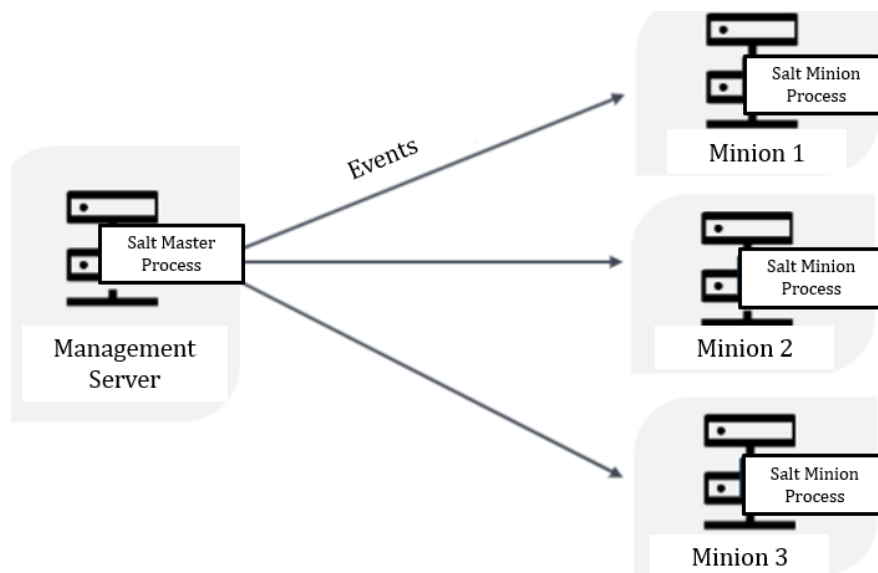 Salt Minion
Process
Minion 1
Events
Salt Master
Process
Management
Server
Salt Minion
Process
Minion 2
Salt Minion
Process
Minion 3